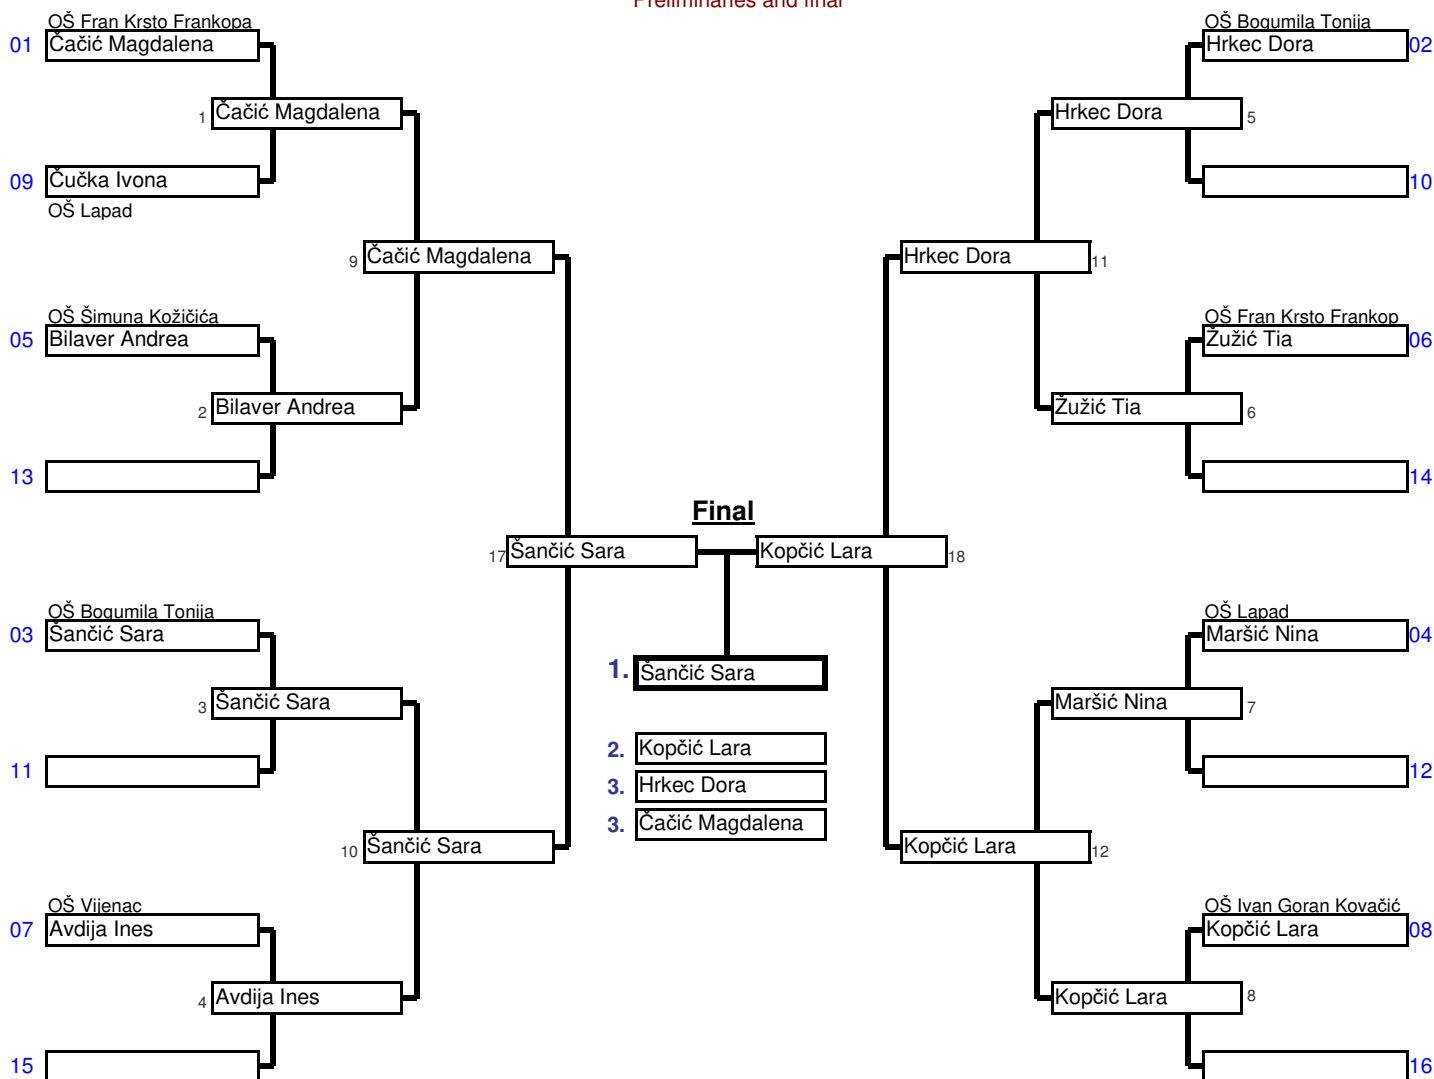 Preliminaries and final
OŠ Fran Krsto Frankopa
01 Čačić Magdalena
1 Čačić Magdalena
09 Čučka Ivona
OŠ Lapad
9 Čačić Magdalena
OŠ Šimuna Kožičića
05 Bilaver Andrea
2 Bilaver Andrea
13
17 Šančić Sara
OŠ Bogumila Tonija
03 Šančić Sara
3 Šančić Sara
11
10 Šančić Sara
OŠ Vijenac
07 Avdija Ines
4 Avdija Ines
15
Final
1. Šančić Sara
2. Kopčić Lara
3. Hrkec Dora
3. Čačić Magdalena
OŠ Bogumila Tonija
Hrkec Dora 02
Hrkec Dora 5
10
Hrkec Dora 11
OŠ Fran Krsto Frankop
Žužić Tia 06
Žužić Tia 6
14
Kopčić Lara 18
OŠ Lapad
Maršić Nina 04
Maršić Nina 7
12
Kopčić Lara 12
OŠ Ivan Goran Kovačić
Kopčić Lara 08
Kopčić Lara 8
16